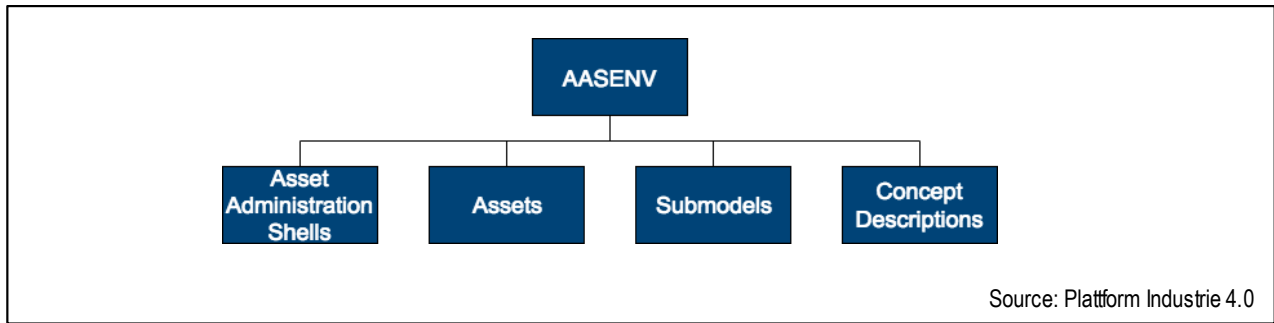 AASENV
Asset
Administration
Shells
Assets
Submodels
Concept
Descriptions
Source: Plattform Industrie 4.0